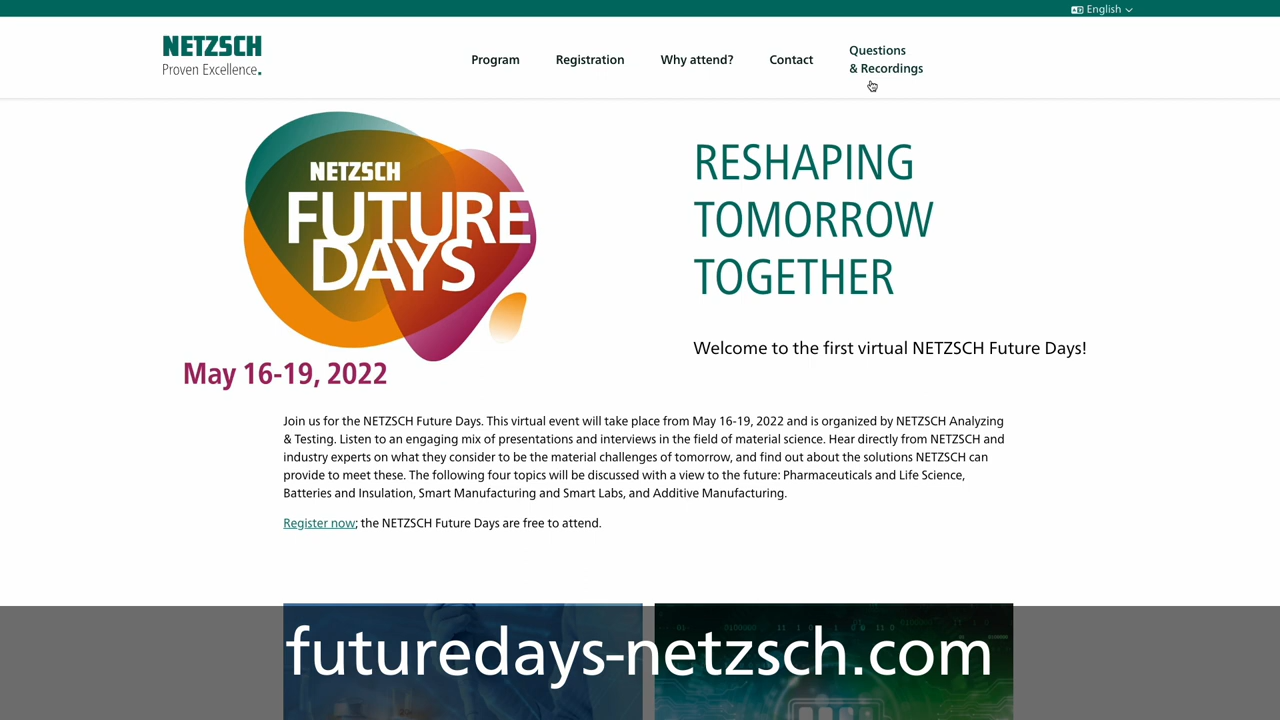 English
NETZSCH
Proven Excellence.
Program
Registration
Why attend?
Contact
Questions
& Recordings
NETZSCH
FUTURE
DAYS
May 16-19, 2022
RESHAPING
TOMORROW
TOGETHER
Welcome to the first virtual NETZSCH Future Days!
Join us for the NETZSCH Future Days. This virtual event will take place from May 16-19, 2022 and is organized by NETZSCH Analyzing
& Testing. Listen to an engaging mix of presentations and interviews in the field of material science. Hear directly from NETZSCH and
industry experts on what they consider to be the material challenges of tomorrow, and find out about the solutions NETZSCH can
provide to meet these. The following four topics will be discussed with a view to the future: Pharmaceuticals and Life Science,
Batteries and Insulation, Smart Manufacturing and Smart Labs, and Additive Manufacturing.
Register now; the NETZSCH Future Days are free to attend.
futuredays-netzsch.com